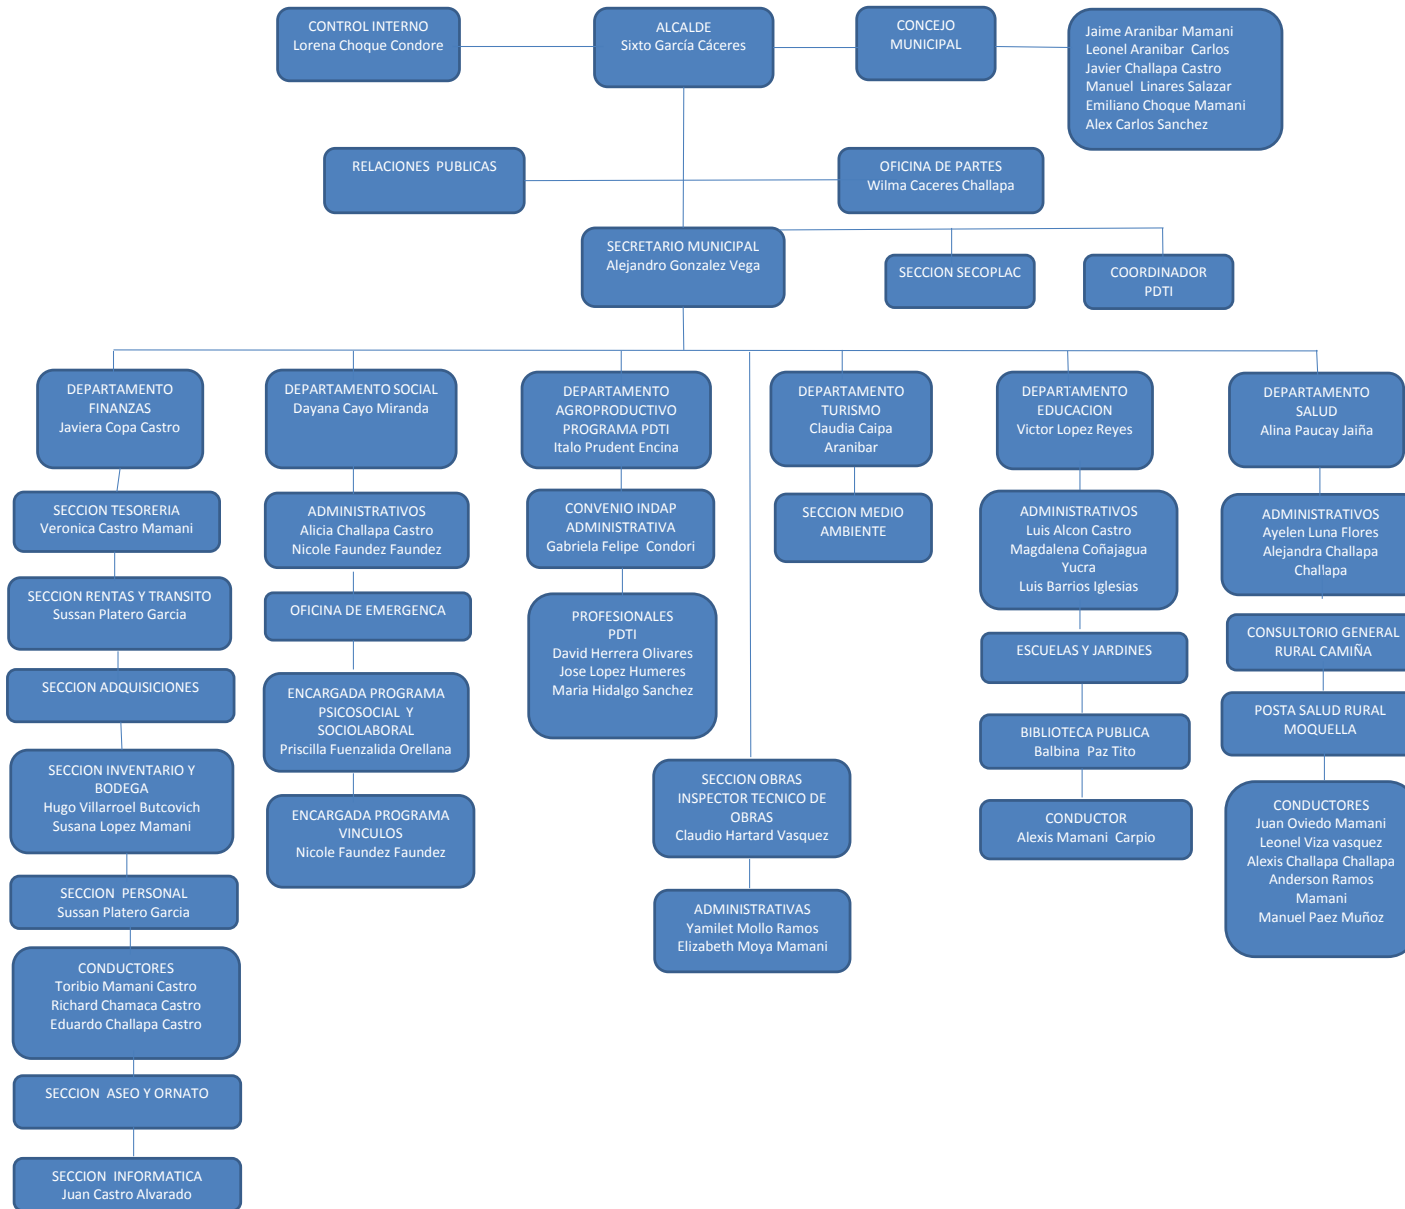 CONTROL INTERNO
Lorena Choque Condore
ALCALDE
Sixto García Cáceres
CONCEJO
MUNICIPAL
Jaime Aranibar Mamani
Leonel Aranibar Carlos
Javier Challapa Castro
Manuel Linares Salazar
Emiliano Choque Mamani
Alex Carlos Sanchez
RELACIONES PUBLICAS
OFICINA DE PARTES
Wilma Caceres Challapa
SECRETARIO MUNICIPAL
Alejandro Gonzalez Vega
SECCION SECOPLAC
COORDINADOR
PDTI
DEPARTAMENTO
FINANZAS
Javiera Copa Castro
SECCION TESORERIA
Veronica Castro Mamani
SECCION RENTAS Y TRANSITO
Sussan Platero Garcia
SECCION ADQUISICIONES
SECCION INVENTARIO Y
BODEGA
Hugo Villarroel Butcovich
Susana Lopez Mamani
SECCION PERSONAL
Sussan Platero Garcia
CONDUCTORES
Toribio Mamani Castro
Richard Chamaca Castro
Eduardo Challapa Castro
SECCION ASEO Y ORNATO
SECCION INFORMATICA
Juan Castro Alvarado
DEPARTAMENTO SOCIAL
Dayana Cayo Miranda
ADMINISTRATIVOS
Alicia Challapa Castro
Nicole Faundez Faundez
OFICINA DE EMERGENCA
ENCARGADA PROGRAMA
PSICOSOCIAL Y
SOCIOLABORAL
Priscilla Fuenzalida Orellana
ENCARGADA PROGRAMA
VINCULOS
Nicole Faundez Faundez
DEPARTAMENTO
AGROPRODUCTIVO
PROGRAMA PDTI
Italo Prudent Encina
CONVENIO INDAP
ADMINISTRATIVA
Gabriela Felipe Condori
PROFESIONALES
PDTI
David Herrera Olivares
Jose Lopez Humeres
Maria Hidalgo Sanchez
SECCION OBRAS
INSPECTOR TECNICO DE
OBRAS
Claudio Hartard Vasquez
ADMINISTRATIVAS
Yamilet Mollo Ramos
Elizabeth Moya Mamani
DEPARTAMENTO
TURISMO
Claudia Caipa
Aranibar
SECCION MEDIO
AMBIENTE
DEPARTAMENTO
EDUCACION
Victor Lopez Reyes
ADMINISTRATIVOS
Luis Alcon Castro
Magdalena Coñajagua
Yucra
Luis Barrios Iglesias
ESCUELAS Y JARDINES
BIBLIOTECA PUBLICA
Balbina Paz Tito
CONDUCTOR
Alexis Mamani Carpio
DEPARTAMENTO
SALUD
Alina Paucay Jaiña
ADMINISTRATIVOS
Ayelen Luna Flores
Alejandra Challapa
Challapa
CONSULTORIO GENERAL
RURAL CAMIÑA
POSTA SALUD RURAL
MOQUELLA
CONDUCTORES
Juan Oviedo Mamani
Leonel Viza vasquez
Alexis Challapa Challapa
Anderson Ramos
Mamani
Manuel Paez Muñoz